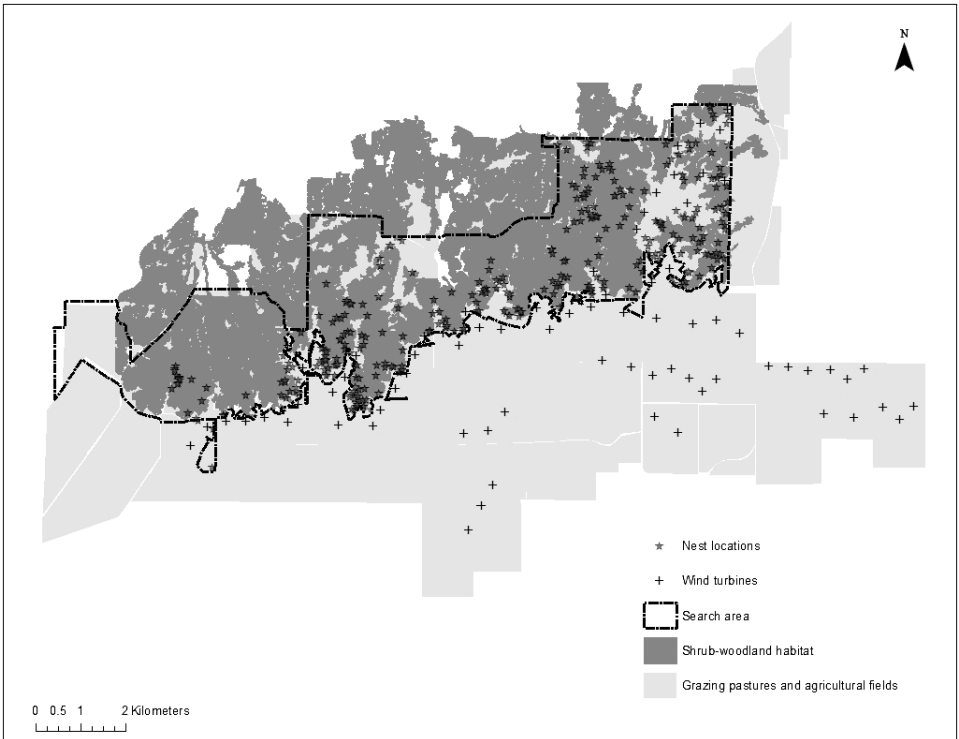 N
Nest locations
Wind turbines
Search area
Shrub-woodland habitat
Grazing pastures and agricultural fields
0 0.5 1 2 Kilometers